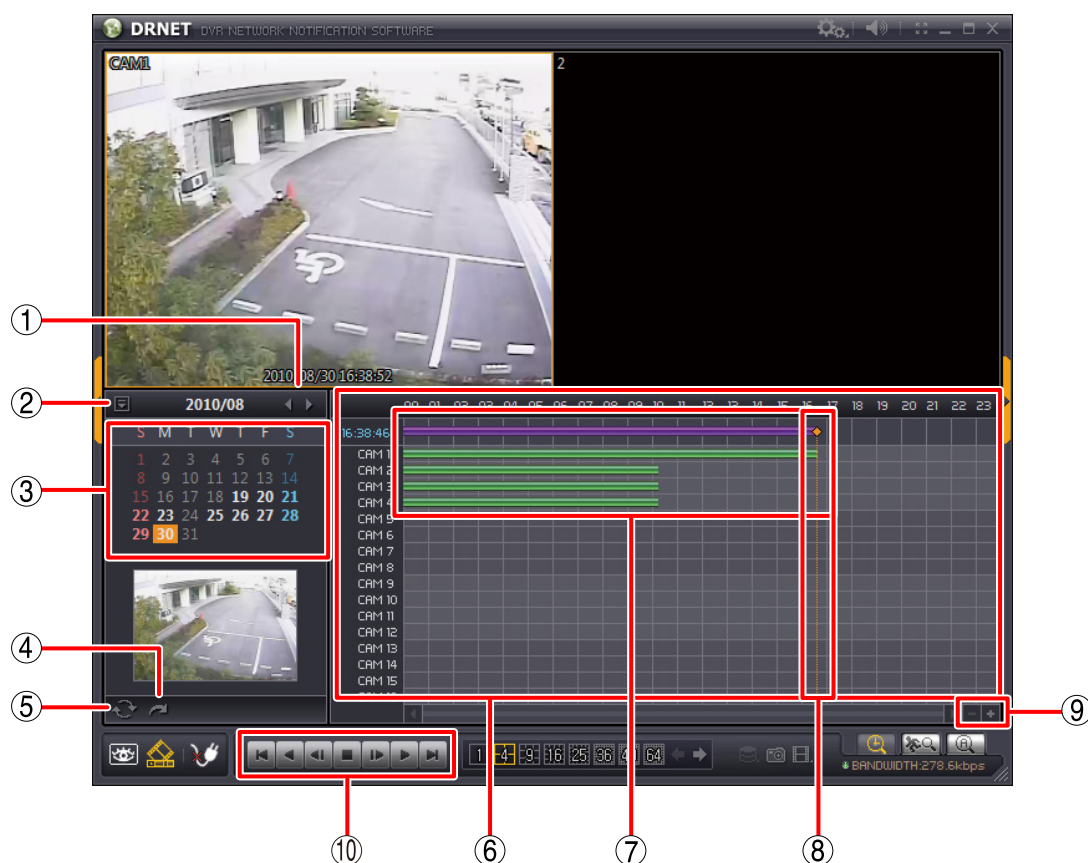 DRNET DVR NETWORK NOTIFICATION SOFTWARE
CAM1
2
2010/08/30 16:38:52
①
②
2010/08
00 01 02 03 04 05 06 07 08 09 10 11 12 13 14 15 16 17 18 19 20 21 22 23
S M T W T F S
16:38:46
1 2 3 4 5 6 7
8 9 10 11 12 13 14
15 16 17 18 19 20 21
22 23 24 25 26 27 28
29 30 31
③
CAM 1
CAM 2
CAM 3
CAM 4
CAM 5
CAM 6
CAM 7
CAM 8
CAM 9
CAM 10
CAM 11
CAM 12
CAM 13
CAM 14
CAM 15
④
⑤
⑨
1 4 9 16 25 36 49 64
BANDWIDTH:278.6kbps
⑩
⑥
⑦
⑧